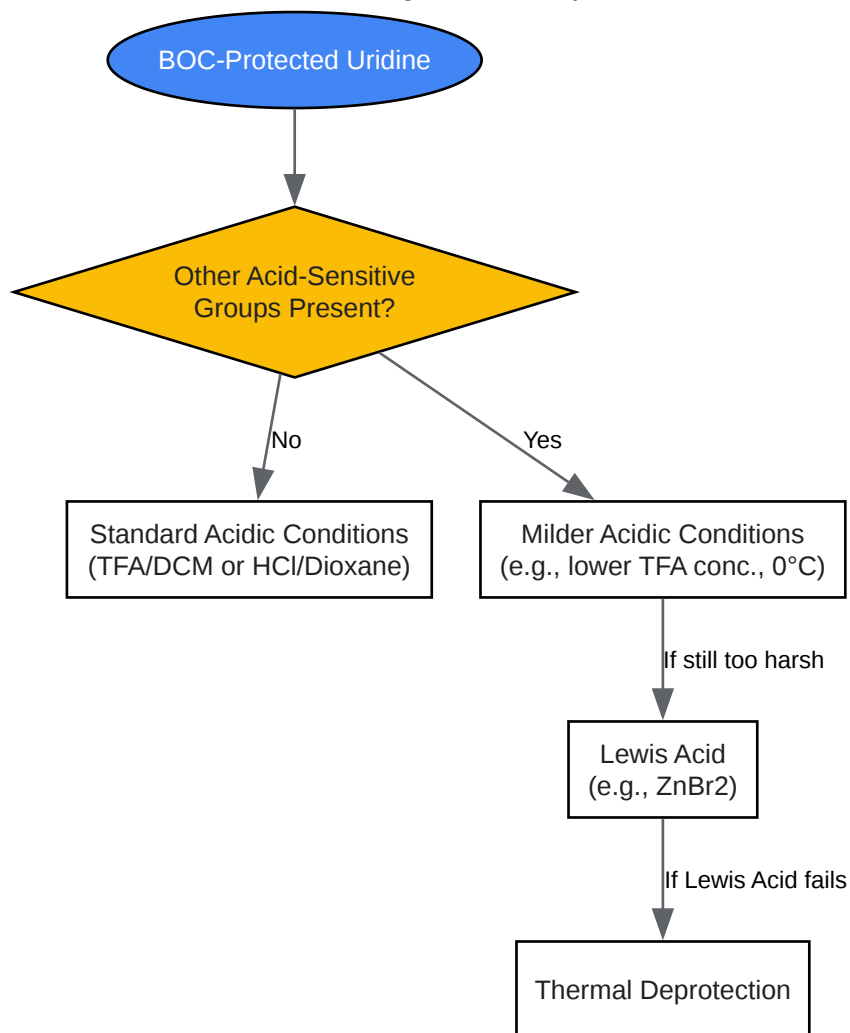 BOC-Protected Uridine
Other Acid-Sensitive
Groups Present?
No
Yes
Standard Acidic Conditions
(TFA/DCM or HCl/Dioxane)
Milder Acidic Conditions
(e.g., lower TFA conc., 0°C)
If still too harsh
Lewis Acid
(e.g., ZnBr2)
If Lewis Acid fails
Thermal Deprotection